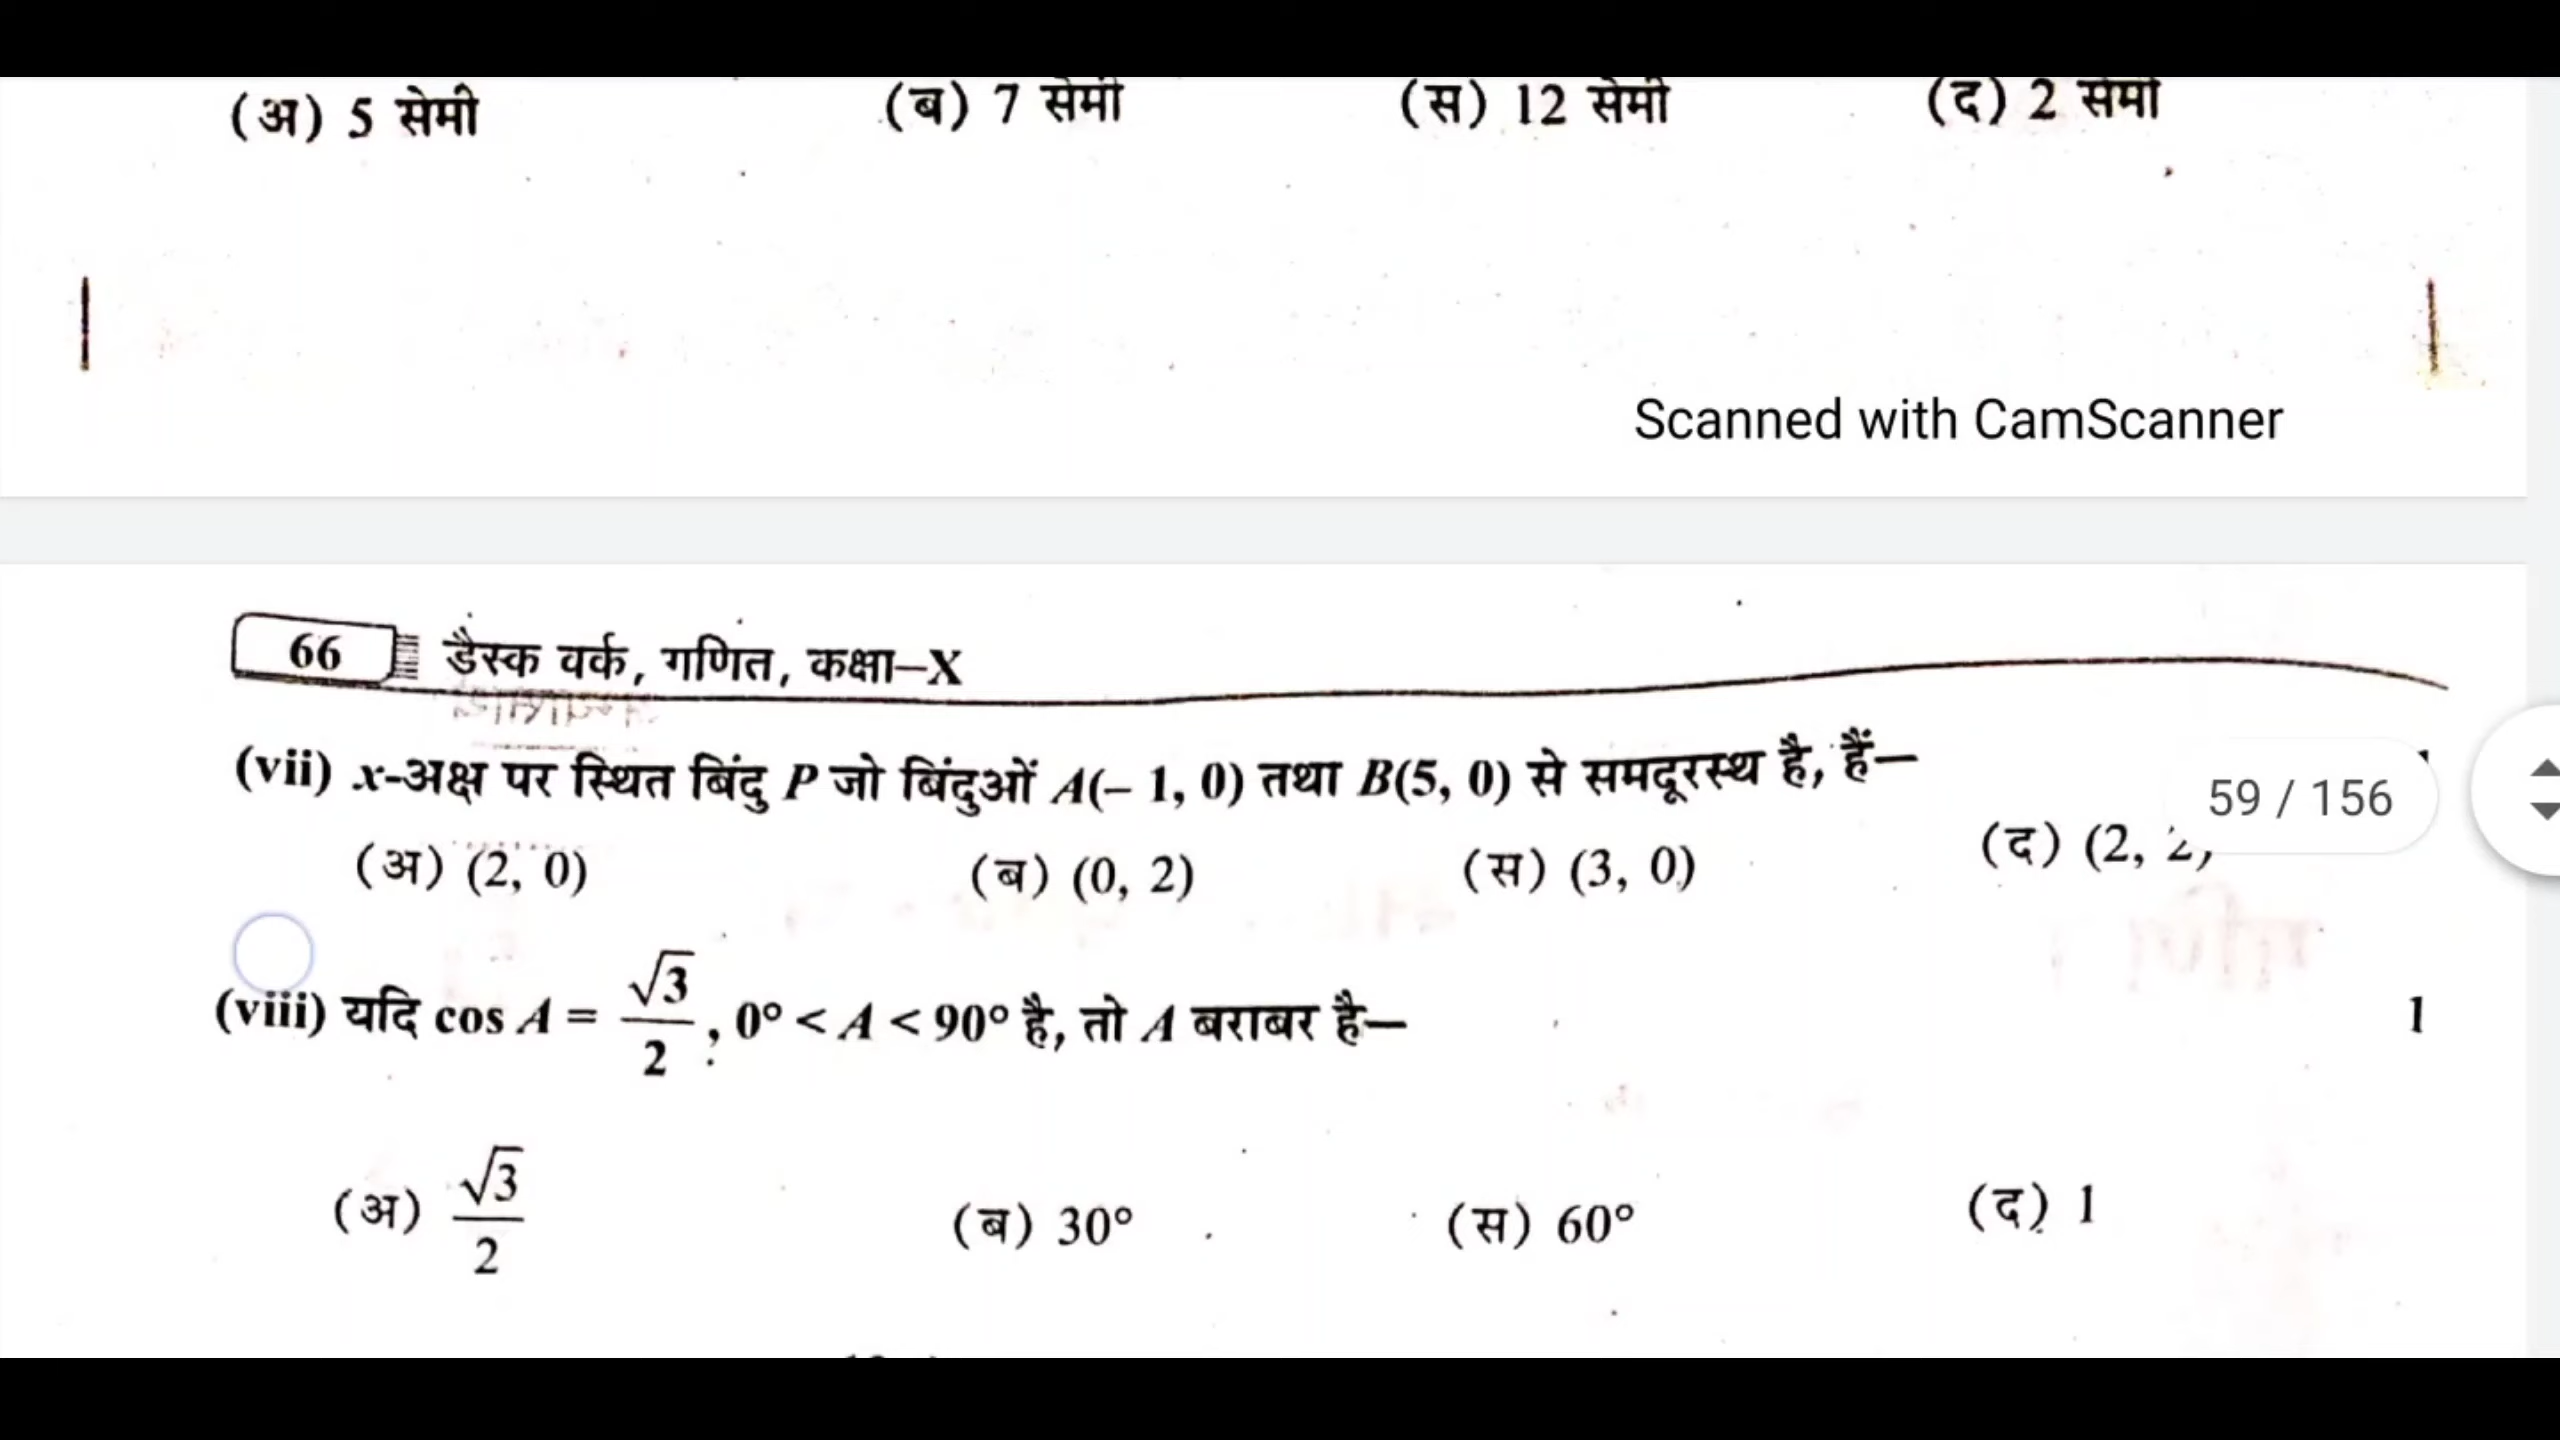 (अ) 5 सेमी (ब) 7 सेमी (स) 12 सेमी (द) 2 सेमी
Scanned with CamScanner
66 डैस्क वर्क, गणित, कक्षा–X
(vii) x-अक्ष पर स्थित बिंदु P जो बिंदुओं A(– 1, 0) तथा B(5, 0) से समदूरस्थ है, हैं—
59 / 156
(अ) (2, 0) (ब) (0, 2) (स) (3, 0) (द) (2, 2)
(viii) यदि cos A = √3/2, 0° < A < 90° है, तो A बराबर है— 1
(अ) √3/2 (ब) 30° (स) 60° (द) 1